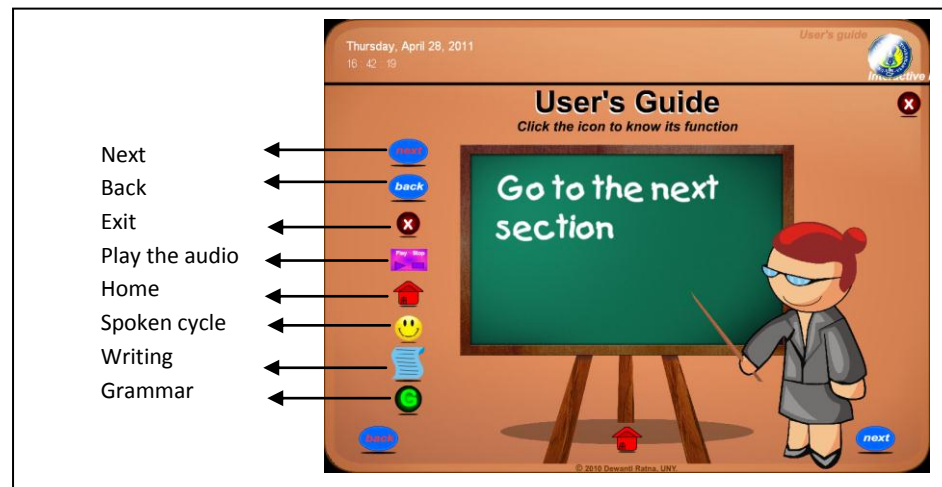 Thursday, April 28, 2011
16 : 42 : 19
User's guide
User's Guide
Click the icon to know its function
Next
Back
Exit
Play the audio
Home
Spoken cycle
Writing
Grammar
next
back
X
Play Stop
G
X
Go to the next
section
back
next
© 2010 Dewanti Ratna, UNY.